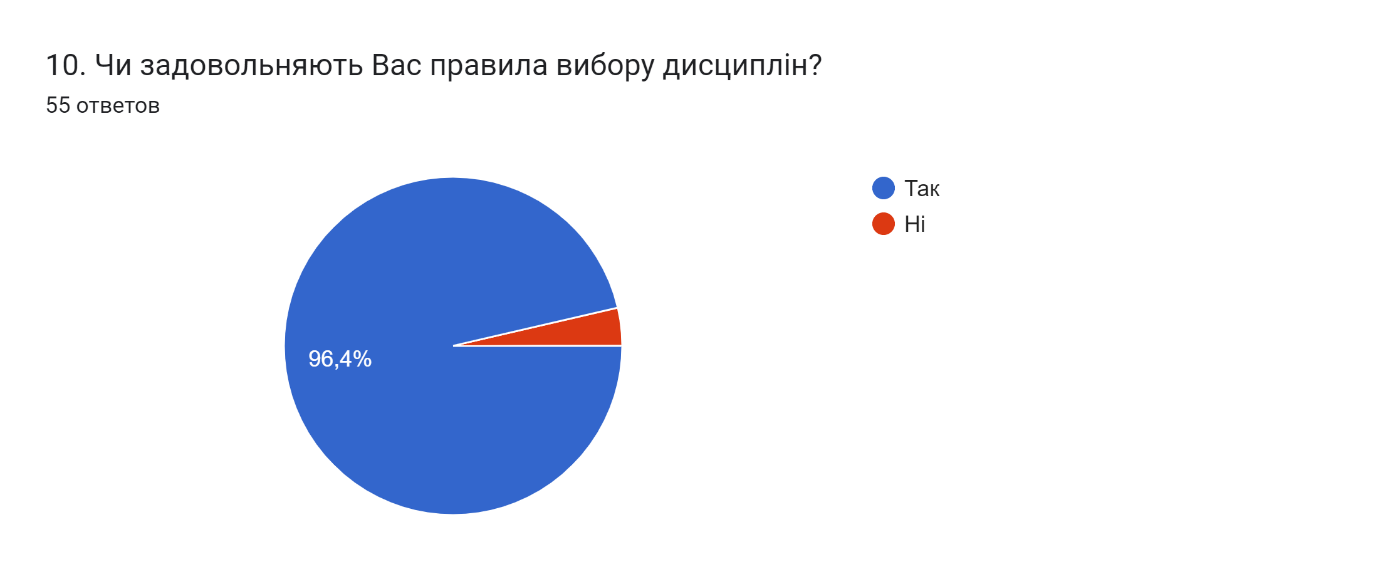 10. Чи задовольняють Вас правила вибору дисциплін?
55 ответов
96,4%
Так
Ні